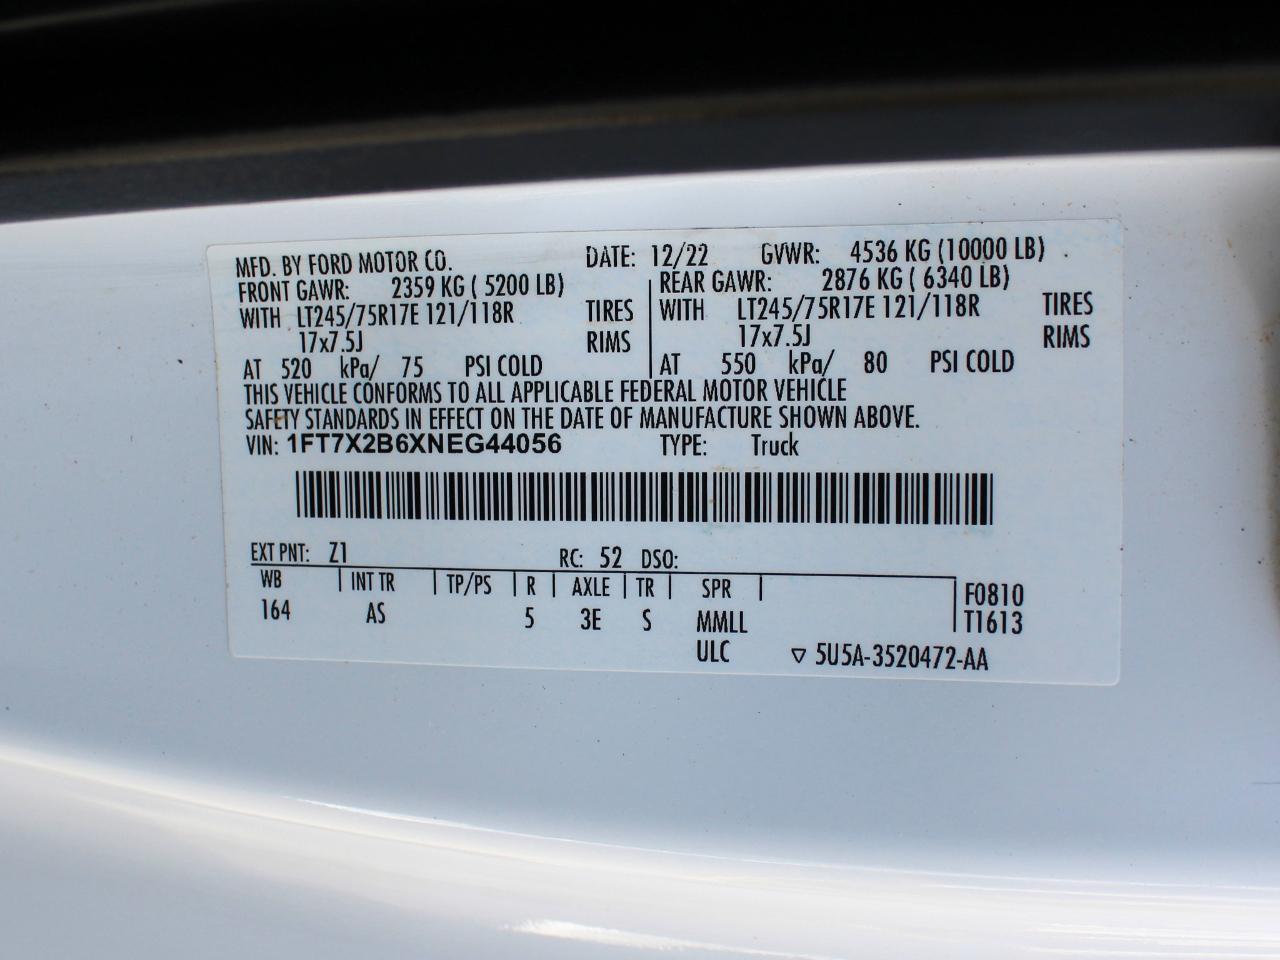 MFD. BY FORD MOTOR CO. DATE: 12/22 GVWR: 4536 KG (10000 LB)
FRONT GAWR: 2359 KG ( 5200 LB) REAR GAWR: 2876 KG ( 6340 LB)
WITH LT245/75R17E 121/118R TIRES WITH LT245/75R17E 121/118R TIRES
17x7.5J RIMS 17x7.5J RIMS
AT 520 kPa/ 75 PSI COLD AT 550 kPa/ 80 PSI COLD
THIS VEHICLE CONFORMS TO ALL APPLICABLE FEDERAL MOTOR VEHICLE
SAFETY STANDARDS IN EFFECT ON THE DATE OF MANUFACTURE SHOWN ABOVE.
VIN: 1FT7X2B6XNEG44056 TYPE: Truck
EXT PNT: Z1 RC: 52 DSO:
WB INT TR TP/PS R AXLE TR SPR F0810
164 AS 5 3E S MMLL T1613
ULC ▽ 5U5A-3520472-AA